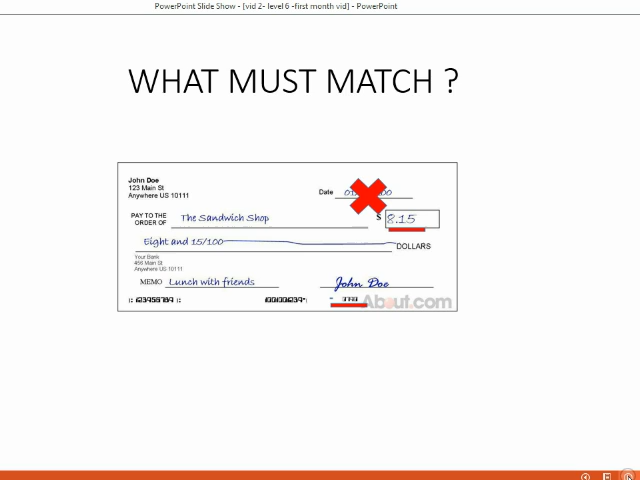 PowerPoint Slide Show - [vid 2- level 6 -first month vid] - PowerPoint
WHAT MUST MATCH ?
John Doe
123 Main St
Anywhere US 10111
Date
PAY TO THE
ORDER OF
The Sandwich Shop
$ 8.15
Eight and 15/100
DOLLARS
Your Bank
456 Main St
Anywhere US 10111
MEMO Lunch with friends
John Doe
About.com